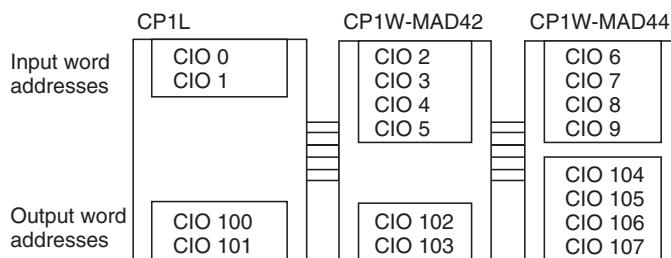 CP1L
CP1W-MAD42
CP1W-MAD44
Input word
addresses
CIO 0
CIO 1
CIO 2
CIO 3
CIO 4
CIO 5
CIO 6
CIO 7
CIO 8
CIO 9
Output word
addresses
CIO 100
CIO 101
CIO 102
CIO 103
CIO 104
CIO 105
CIO 106
CIO 107